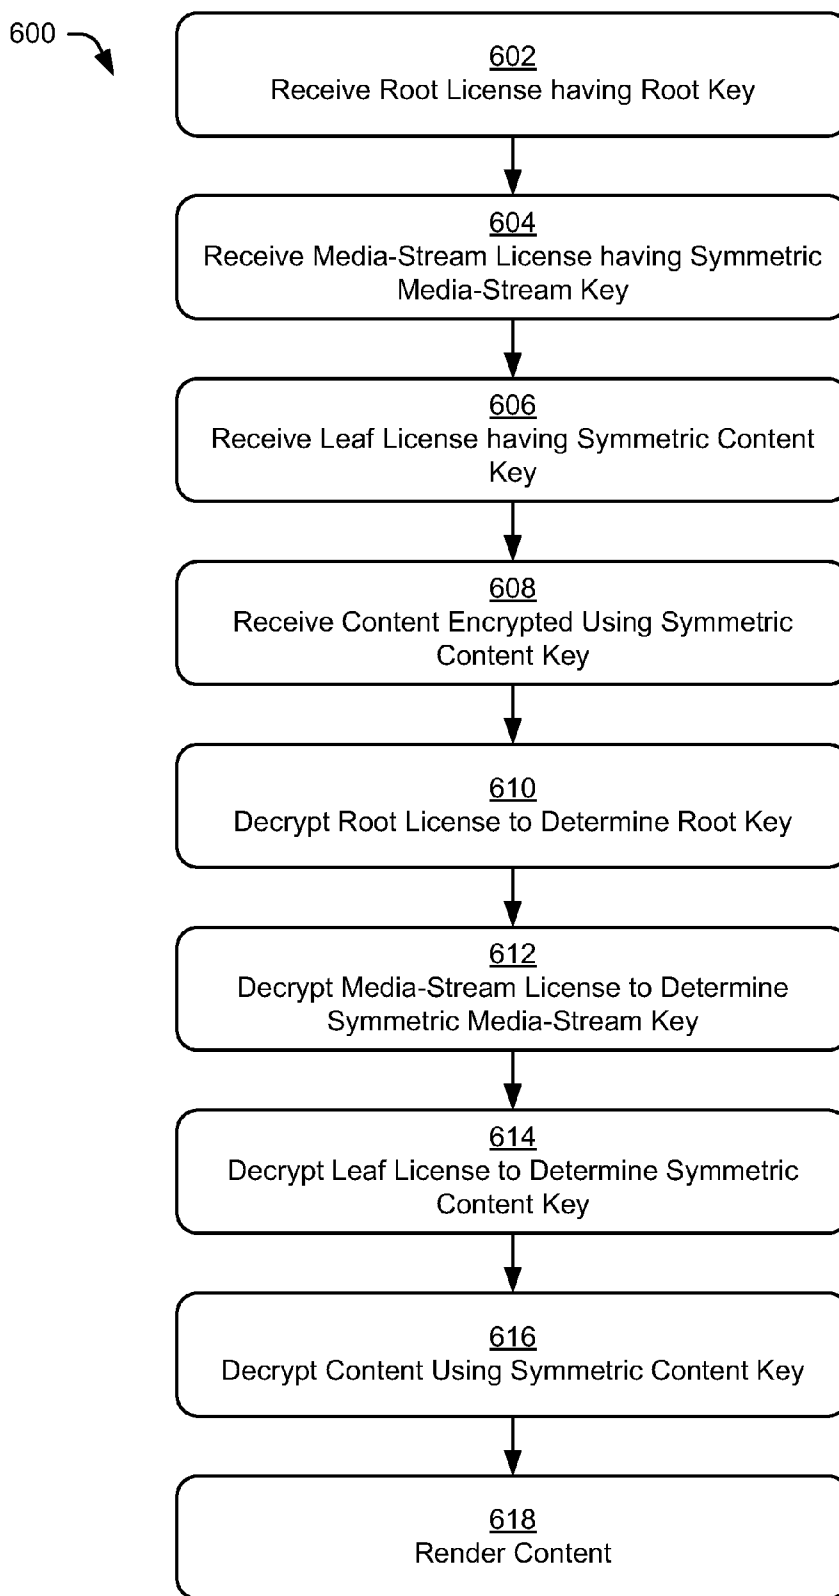 600
602
Receive Root License having Root Key
604
Receive Media-Stream License having Symmetric
Media-Stream Key
606
Receive Leaf License having Symmetric Content
Key
608
Receive Content Encrypted Using Symmetric
Content Key
610
Decrypt Root License to Determine Root Key
612
Decrypt Media-Stream License to Determine
Symmetric Media-Stream Key
614
Decrypt Leaf License to Determine Symmetric
Content Key
616
Decrypt Content Using Symmetric Content Key
618
Render Content